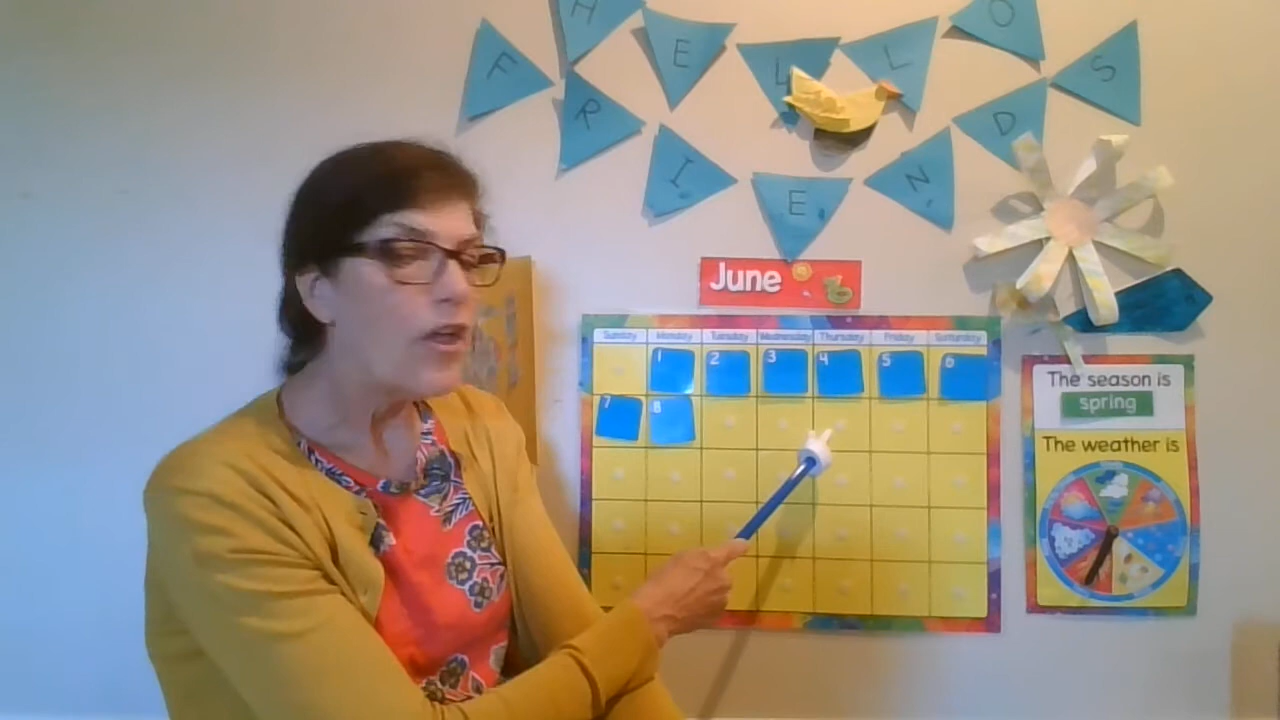 HELLO
FRIENDS
June
Sunday Monday Tuesday Wednesday Thursday Friday Saturday
1 2 3 4 5 6
7 8
The season is
spring
The weather is